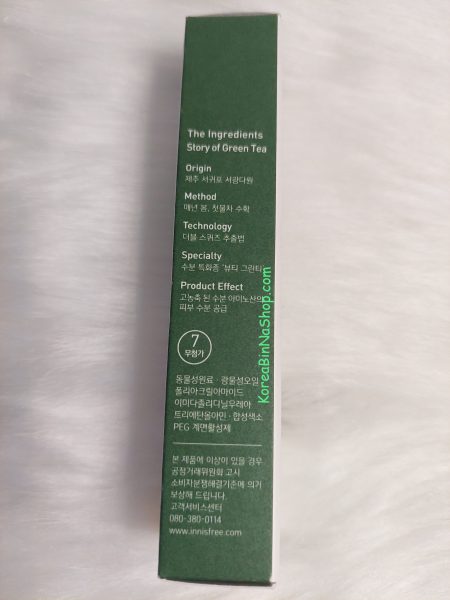 The Ingredients
Story of Green Tea
Origin
제주 서귀포 서광다원
Method
매년 봄, 첫물차 수확
Technology
더블 스퀴즈 추출법
Specialty
수분 특화종 '뷰티 그린티'
Product Effect
고농축 된 수분 아미노산의
피부 수분 공급
7
무첨가
동물성원료 · 광물성오일
폴리아크릴아마이드
이미다졸리디닐우레아
트리에탄올아민 · 합성색소
PEG 계면활성제
본 제품에 이상이 있을 경우
공정거래위원회 고시
소비자분쟁해결기준에 의거
보상해 드립니다.
고객서비스센터
080-380-0114
www.innisfree.com
KoreaBinNaShop.com